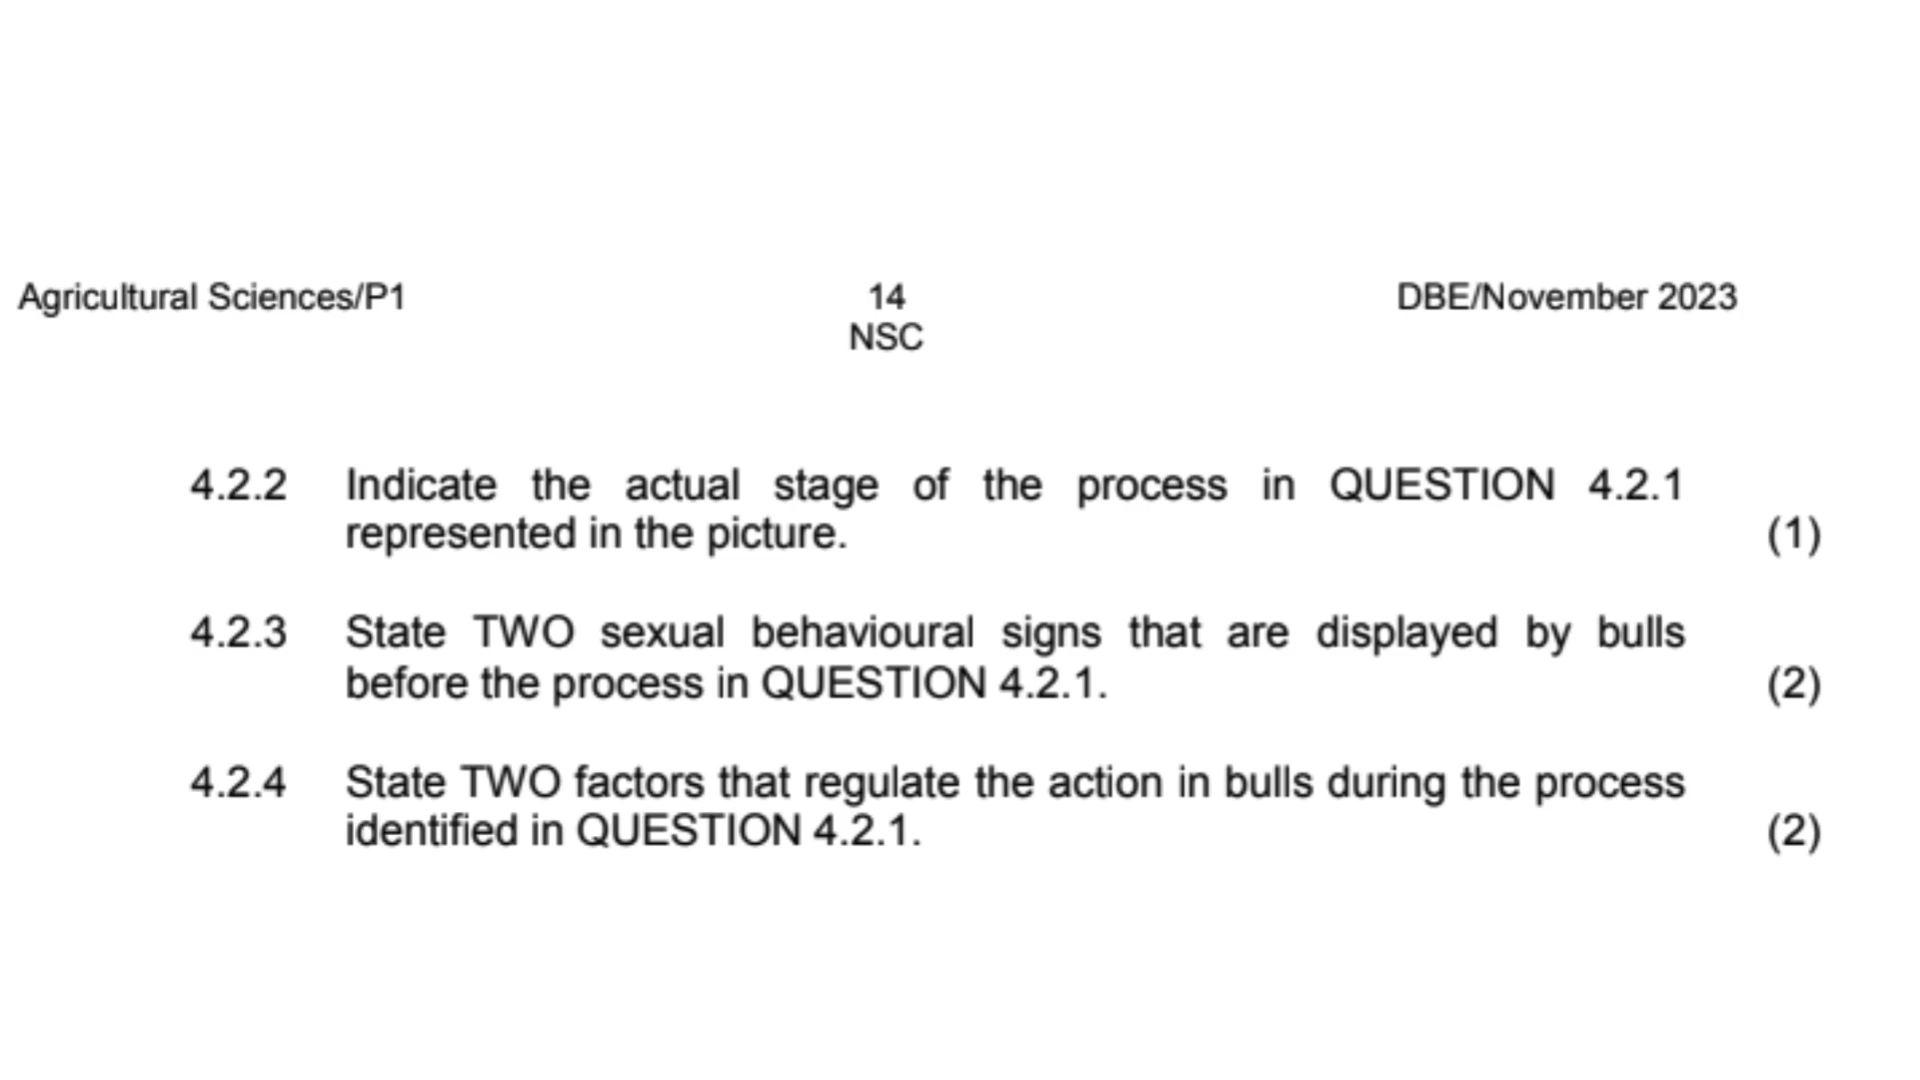 Agricultural Sciences/P1 14 DBE/November 2023
NSC
4.2.2 Indicate the actual stage of the process in QUESTION 4.2.1
represented in the picture. (1)
4.2.3 State TWO sexual behavioural signs that are displayed by bulls
before the process in QUESTION 4.2.1. (2)
4.2.4 State TWO factors that regulate the action in bulls during the process
identified in QUESTION 4.2.1. (2)